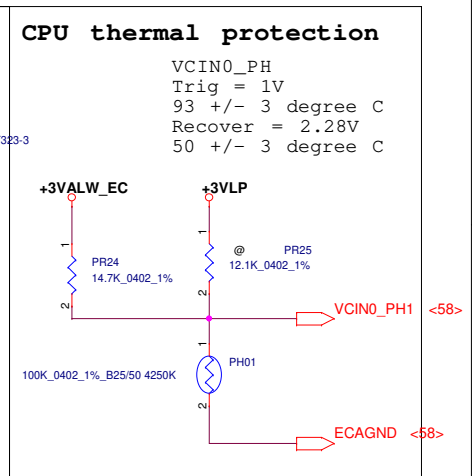 CPU thermal protection
VCIN0_PH
Trig = 1V
93 +/- 3 degree C
Recover = 2.28V
50 +/- 3 degree C
323-3
+3VALW_EC
+3VLP
1
PR24
14.7K_0402_1%
2
1
@ PR25
12.1K_0402_1%
2
VCIN0_PH1 <58>
1
PH01
100K_0402_1%_B25/50 4250K
2
ECAGND <58>